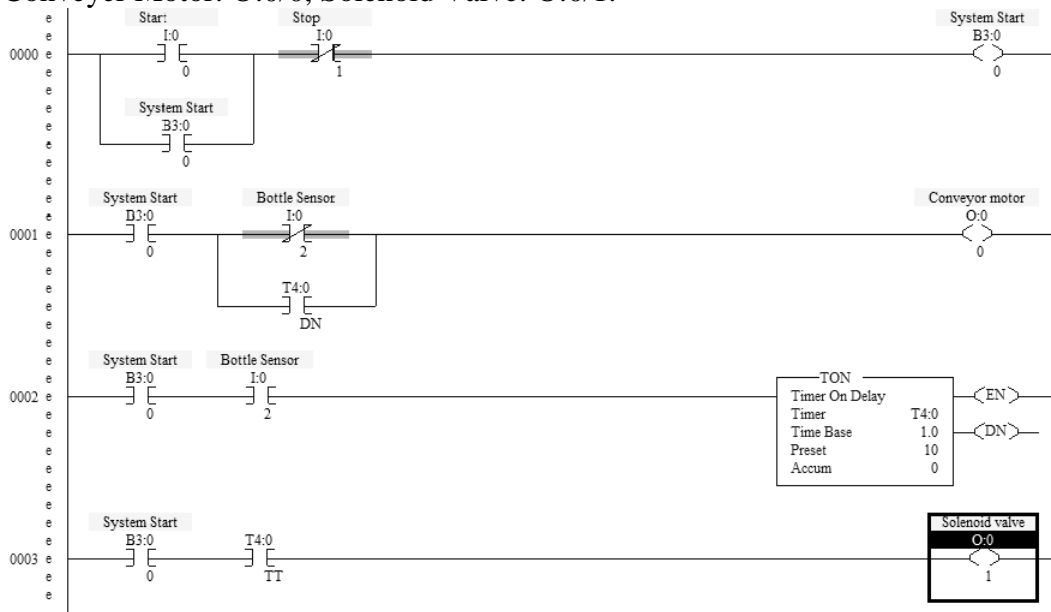 Conveyer Motor: O:0/0, Solenoid Valve: O:0/1.
e Start Stop System Start
e I:0 I:0 B3:0
0000 e
e 0 1 0
e
e System Start
e B3:0
e
e 0
e
e System Start Bottle Sensor Conveyor motor
e B3:0 I:0 O:0
0001 e
e 0 2 0
e
e T4:0
e
e DN
e
e System Start Bottle Sensor
e B3:0 I:0 TON
0002 e Timer On Delay EN
e 0 2 Timer T4:0
e Time Base 1.0 DN
e Preset 10
e Accum 0
e
e
e System Start Solenoid valve
e B3:0 T4:0 O:0
0003 e
e 0 TT 1
e